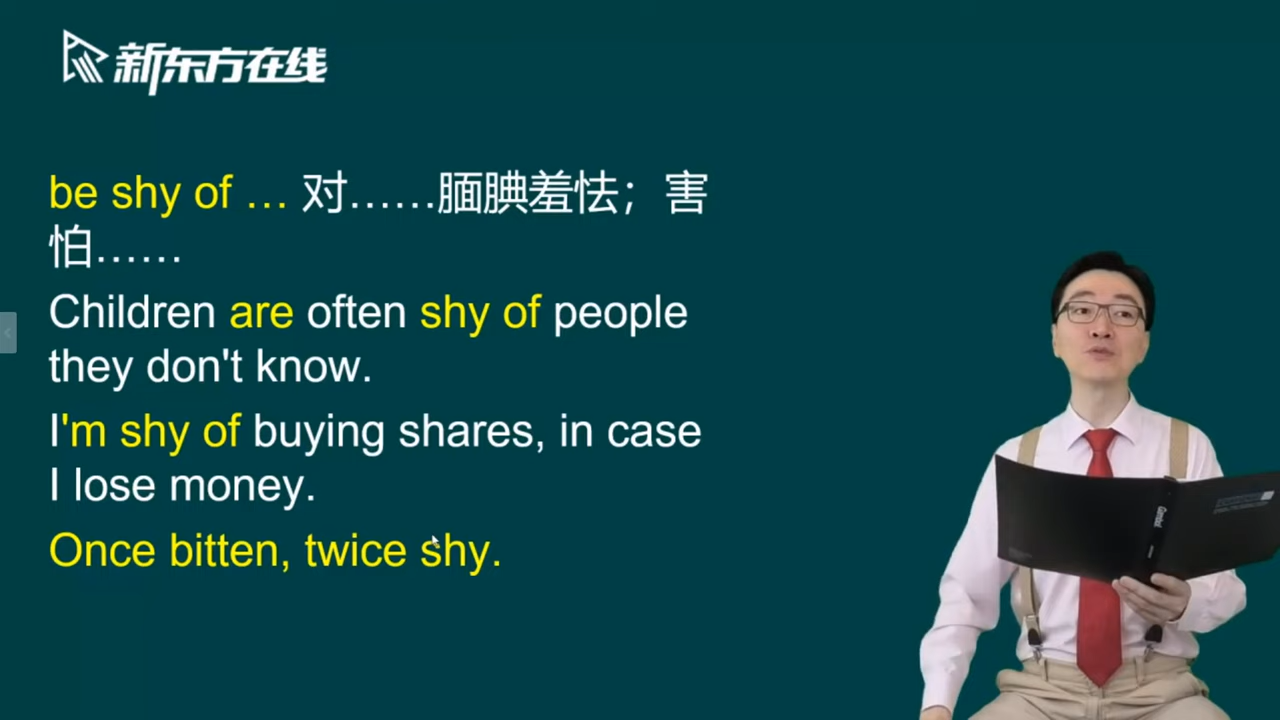 新东方在线
be shy of … 对……腼腆羞怯；害
怕……
Children are often shy of people
they don't know.
I'm shy of buying shares, in case
I lose money.
Once bitten, twice shy.